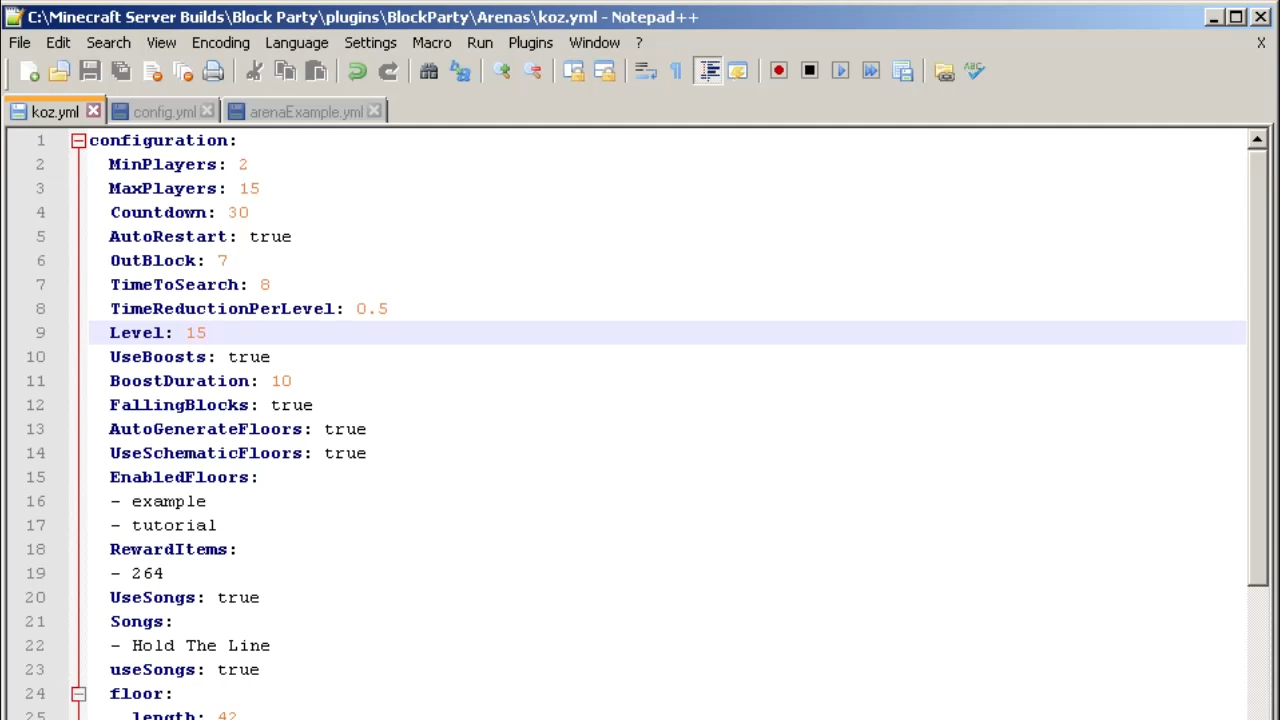 C:\Minecraft Server Builds\Block Party\plugins\BlockParty\Arenas\koz.yml - Notepad++
File Edit Search View Encoding Language Settings Macro Run Plugins Window ? X
koz.yml config.yml arenaExample.yml
1 configuration:
2 MinPlayers: 2
3 MaxPlayers: 15
4 Countdown: 30
5 AutoRestart: true
6 OutBlock: 7
7 TimeToSearch: 8
8 TimeReductionPerLevel: 0.5
9 Level: 15
10 UseBoosts: true
11 BoostDuration: 10
12 FallingBlocks: true
13 AutoGenerateFloors: true
14 UseSchematicFloors: true
15 EnabledFloors:
16 - example
17 - tutorial
18 RewardItems:
19 - 264
20 UseSongs: true
21 Songs:
22 - Hold The Line
23 useSongs: true
24 floor:
25 length: 42